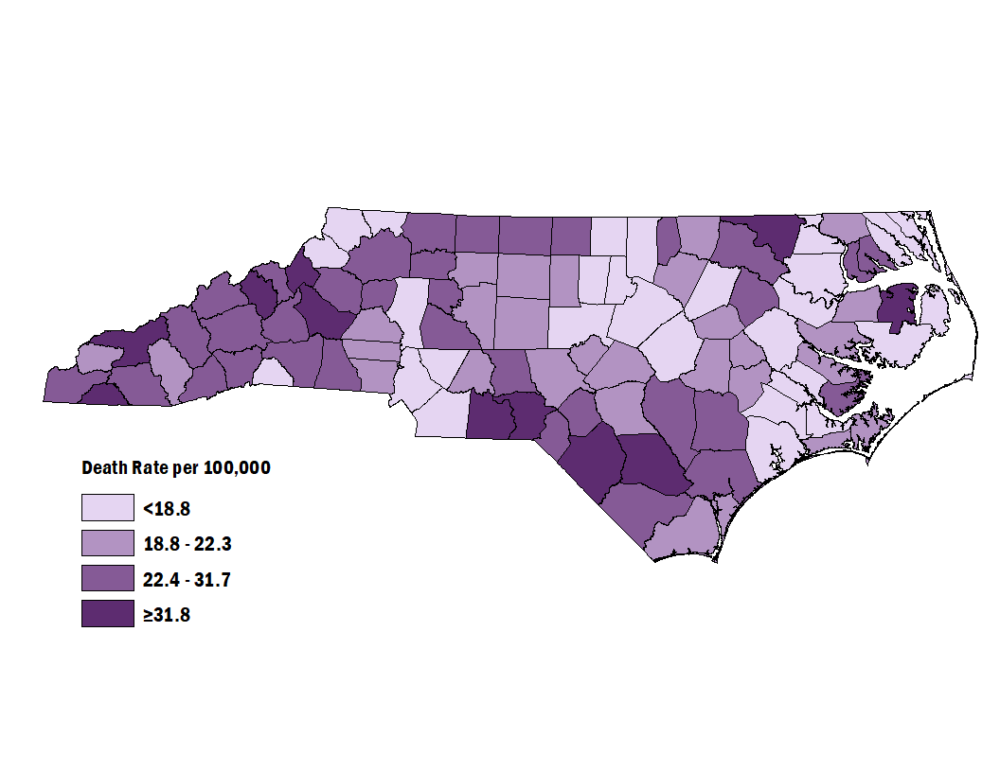 Death Rate per 100,000
<18.8
18.8 - 22.3
22.4 - 31.7
≥31.8